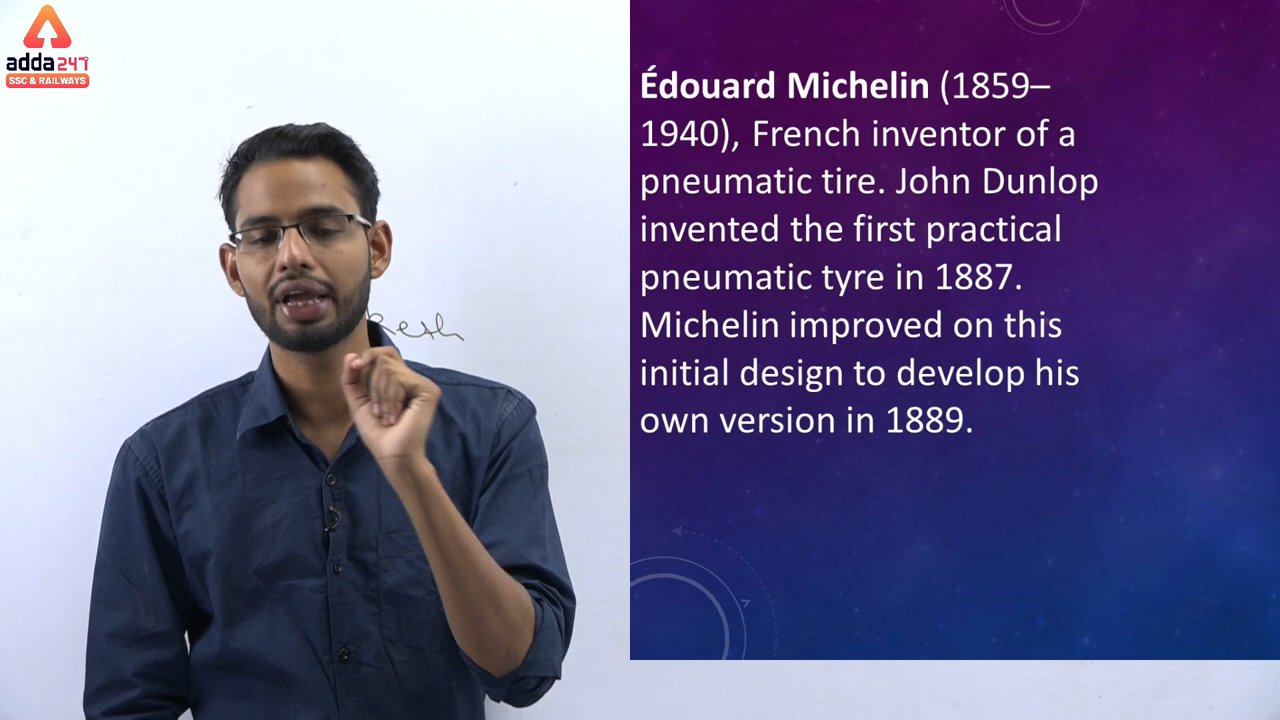 adda247
SSC & RAILWAYS
Édouard Michelin (1859–
1940), French inventor of a
pneumatic tire. John Dunlop
invented the first practical
pneumatic tyre in 1887.
Michelin improved on this
initial design to develop his
own version in 1889.